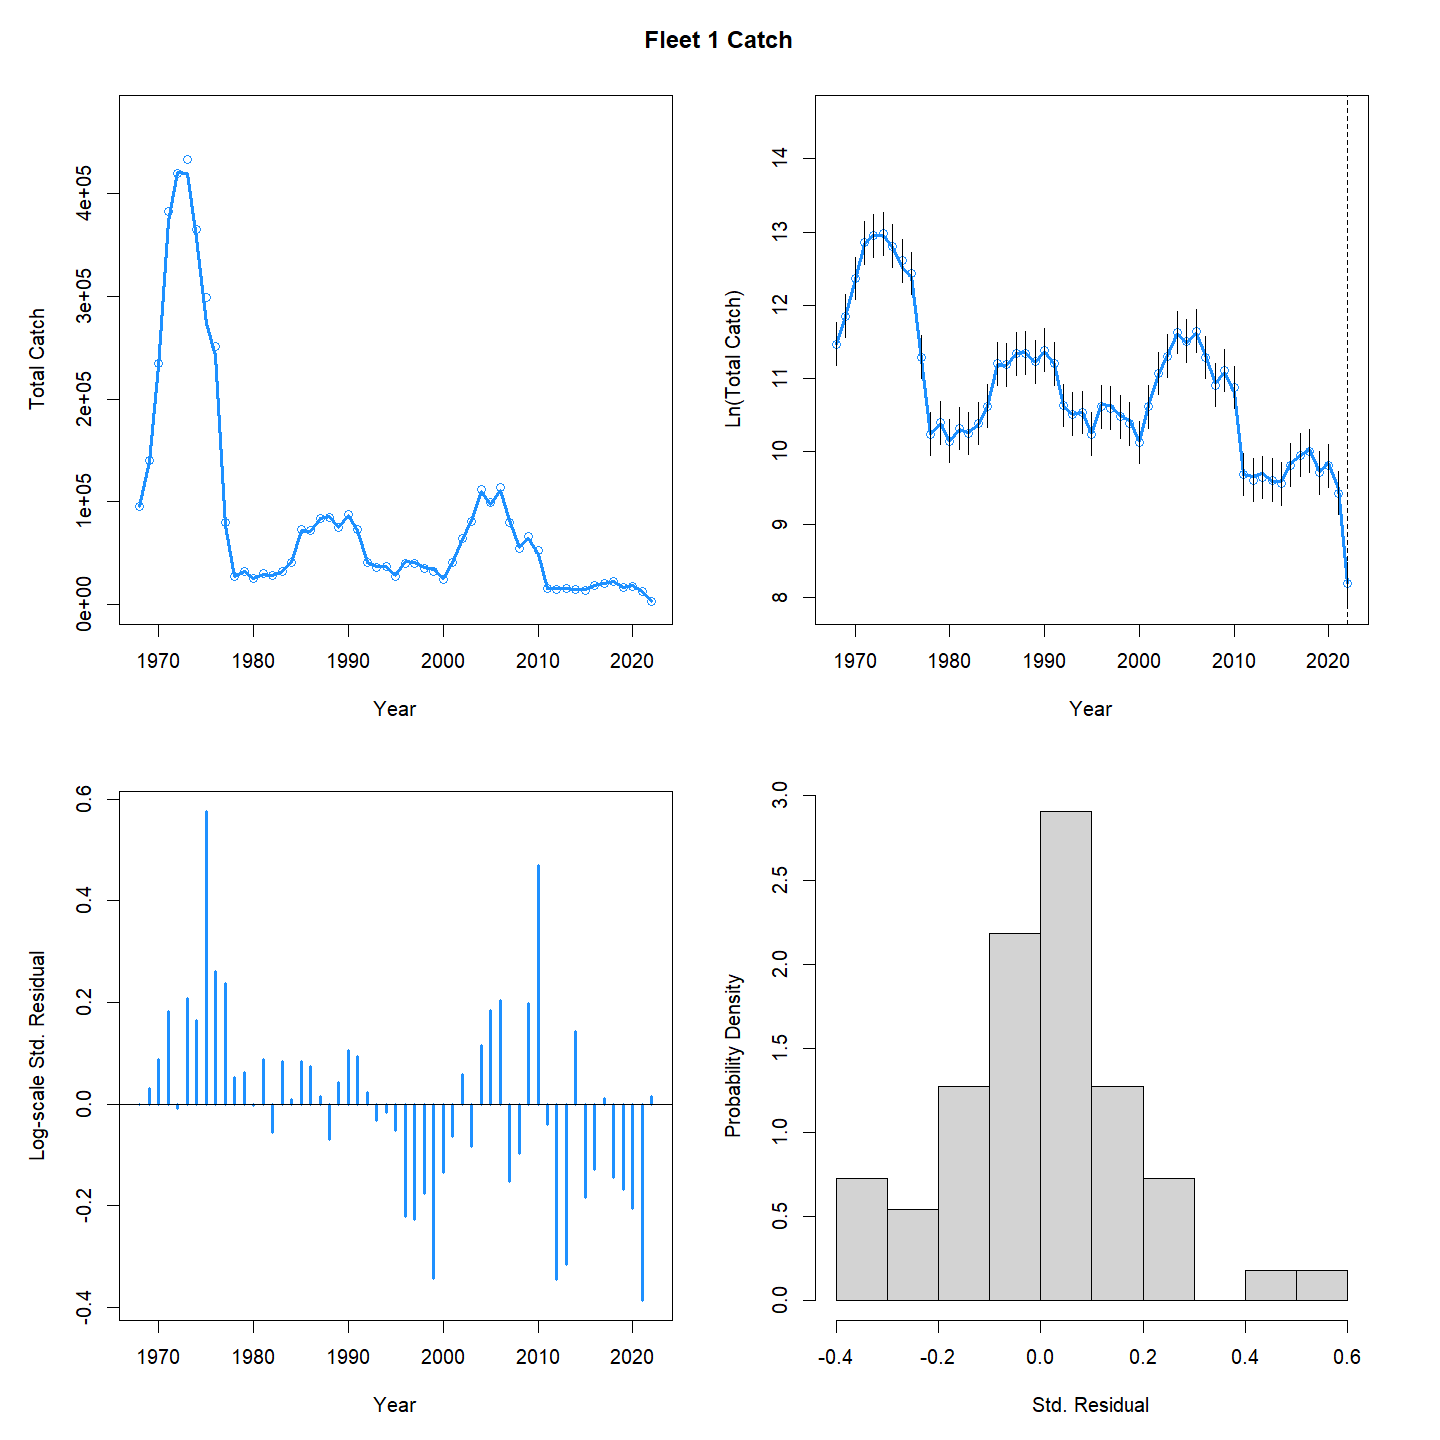 Fleet 1 Catch
Total Catch
4e+05
3e+05
2e+05
1e+05
0e+00
1970 1980 1990 2000 2010 2020
Year
Ln(Total Catch)
14
13
12
11
10
9
8
1970 1980 1990 2000 2010 2020
Year
Log-scale Std. Residual
0.6
0.4
0.2
0.0
-0.2
-0.4
1970 1980 1990 2000 2010 2020
Year
Probability Density
3.0
2.5
2.0
1.5
1.0
0.5
0.0
-0.4 -0.2 0.0 0.2 0.4 0.6
Std. Residual